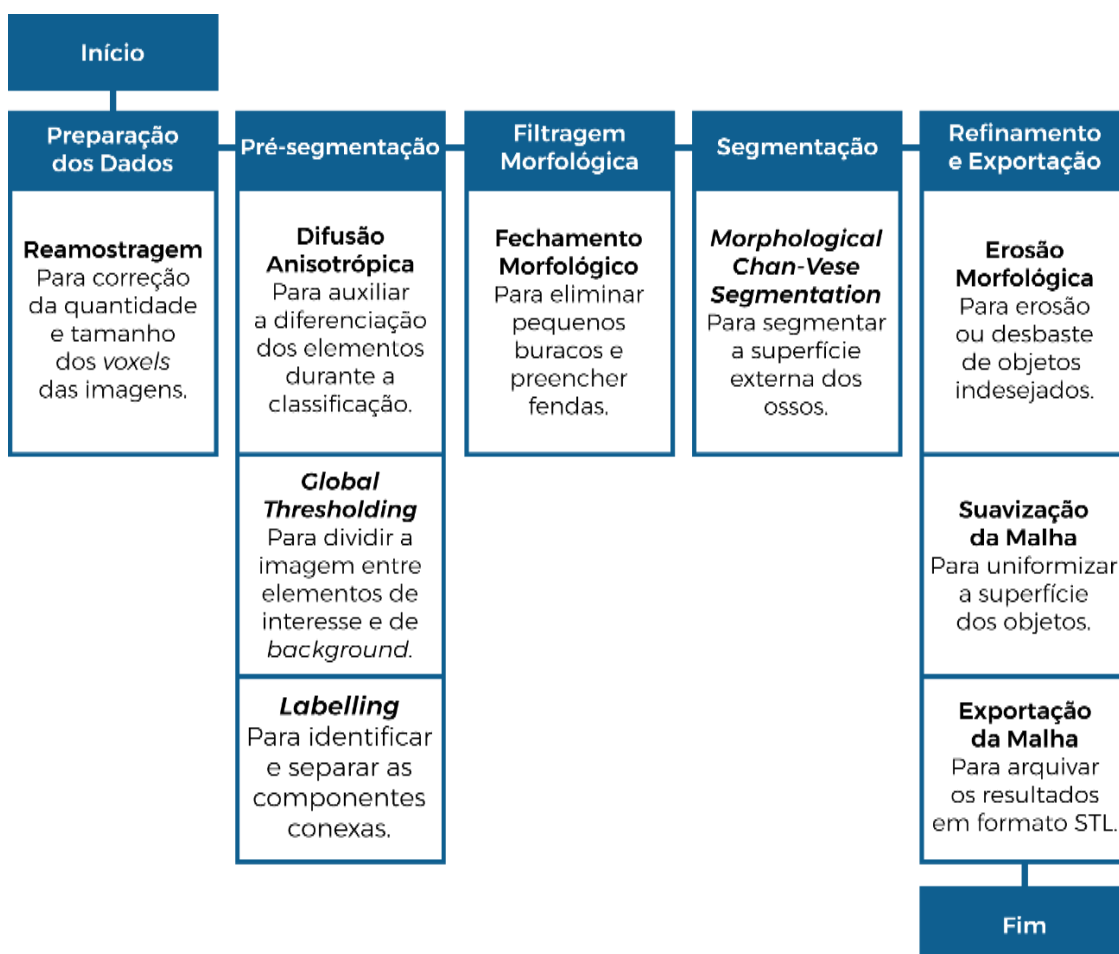 Início
Preparação
dos Dados
Reamostragem
Para correção
da quantidade
e tamanho
dos voxels
das imagens.
Pré-segmentação
Difusão
Anisotrópica
Para auxiliar
a diferenciação
dos elementos
durante a
classificação.
Global
Thresholding
Para dividir a
imagem entre
elementos de
interesse e de
background.
Labelling
Para identificar
e separar as
componentes
conexas.
Filtragem
Morfológica
Fechamento
Morfológico
Para eliminar
pequenos
buracos e
preencher
fendas.
Segmentação
Morphological
Chan-Vese
Segmentation
Para segmentar
a superfície
externa dos
ossos.
Refinamento
e Exportação
Erosão
Morfológica
Para erosão
ou desbaste
de objetos
indesejados.
Suavização
da Malha
Para uniformizar
a superfície
dos objetos.
Exportação
da Malha
Para arquivar
os resultados
em formato STL.
Fim